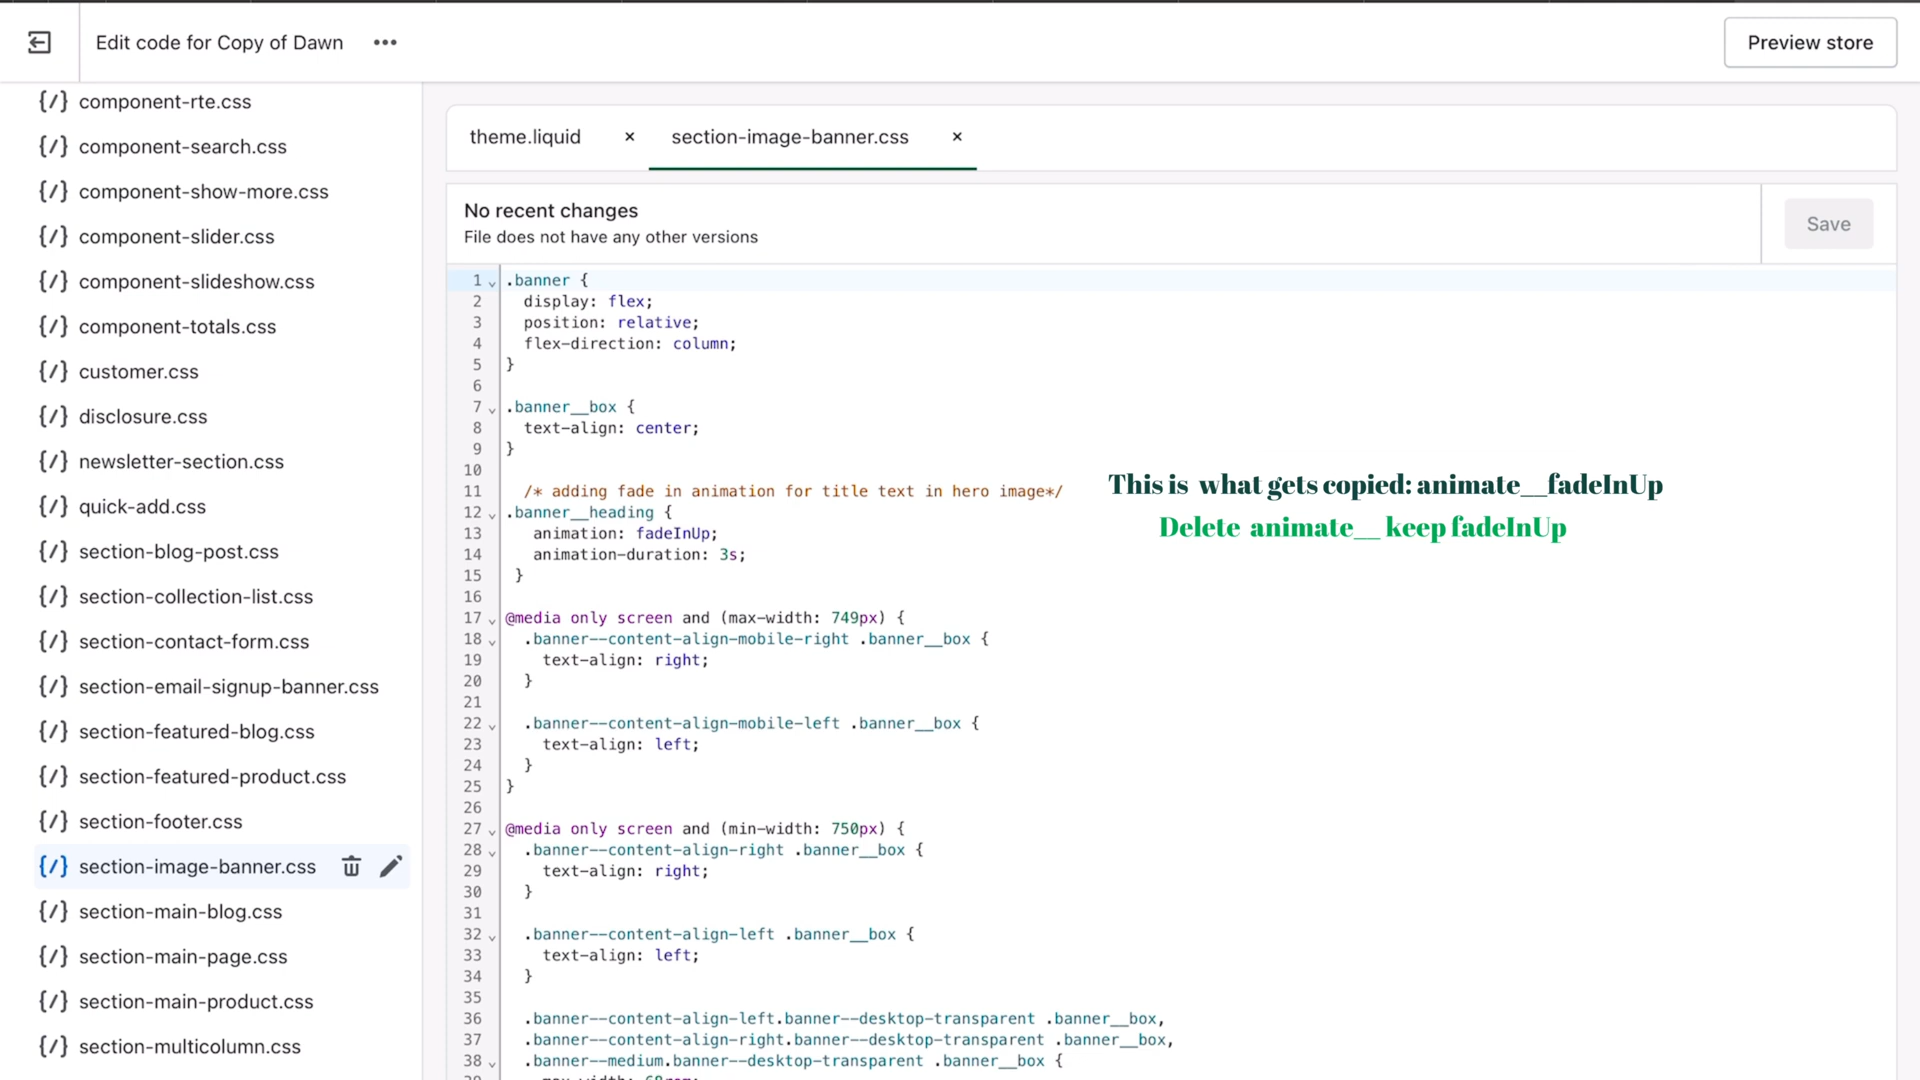 Edit code for Copy of Dawn •••
Preview store
{/} component-rte.css
{/} component-search.css
{/} component-show-more.css
{/} component-slider.css
{/} component-slideshow.css
{/} component-totals.css
{/} customer.css
{/} disclosure.css
{/} newsletter-section.css
{/} quick-add.css
{/} section-blog-post.css
{/} section-collection-list.css
{/} section-contact-form.css
{/} section-email-signup-banner.css
{/} section-featured-blog.css
{/} section-featured-product.css
{/} section-footer.css
{/} section-image-banner.css
{/} section-main-blog.css
{/} section-main-page.css
{/} section-main-product.css
{/} section-multicolumn.css
theme.liquid × section-image-banner.css ×
No recent changes
File does not have any other versions
Save
1 .banner {
2 display: flex;
3 position: relative;
4 flex-direction: column;
5 }
6
7 .banner__box {
8 text-align: center;
9 }
10
11 /* adding fade in animation for title text in hero image*/
12 .banner__heading {
13 animation: fadeInUp;
14 animation-duration: 3s;
15 }
16
17 @media only screen and (max-width: 749px) {
18 .banner--content-align-mobile-right .banner__box {
19 text-align: right;
20 }
21
22 .banner--content-align-mobile-left .banner__box {
23 text-align: left;
24 }
25 }
26
27 @media only screen and (min-width: 750px) {
28 .banner--content-align-right .banner__box {
29 text-align: right;
30 }
31
32 .banner--content-align-left .banner__box {
33 text-align: left;
34 }
35
36 .banner--content-align-left.banner--desktop-transparent .banner__box,
37 .banner--content-align-right.banner--desktop-transparent .banner__box,
38 .banner--medium.banner--desktop-transparent .banner__box {
This is what gets copied: animate__fadeInUp
Delete animate__ keep fadeInUp